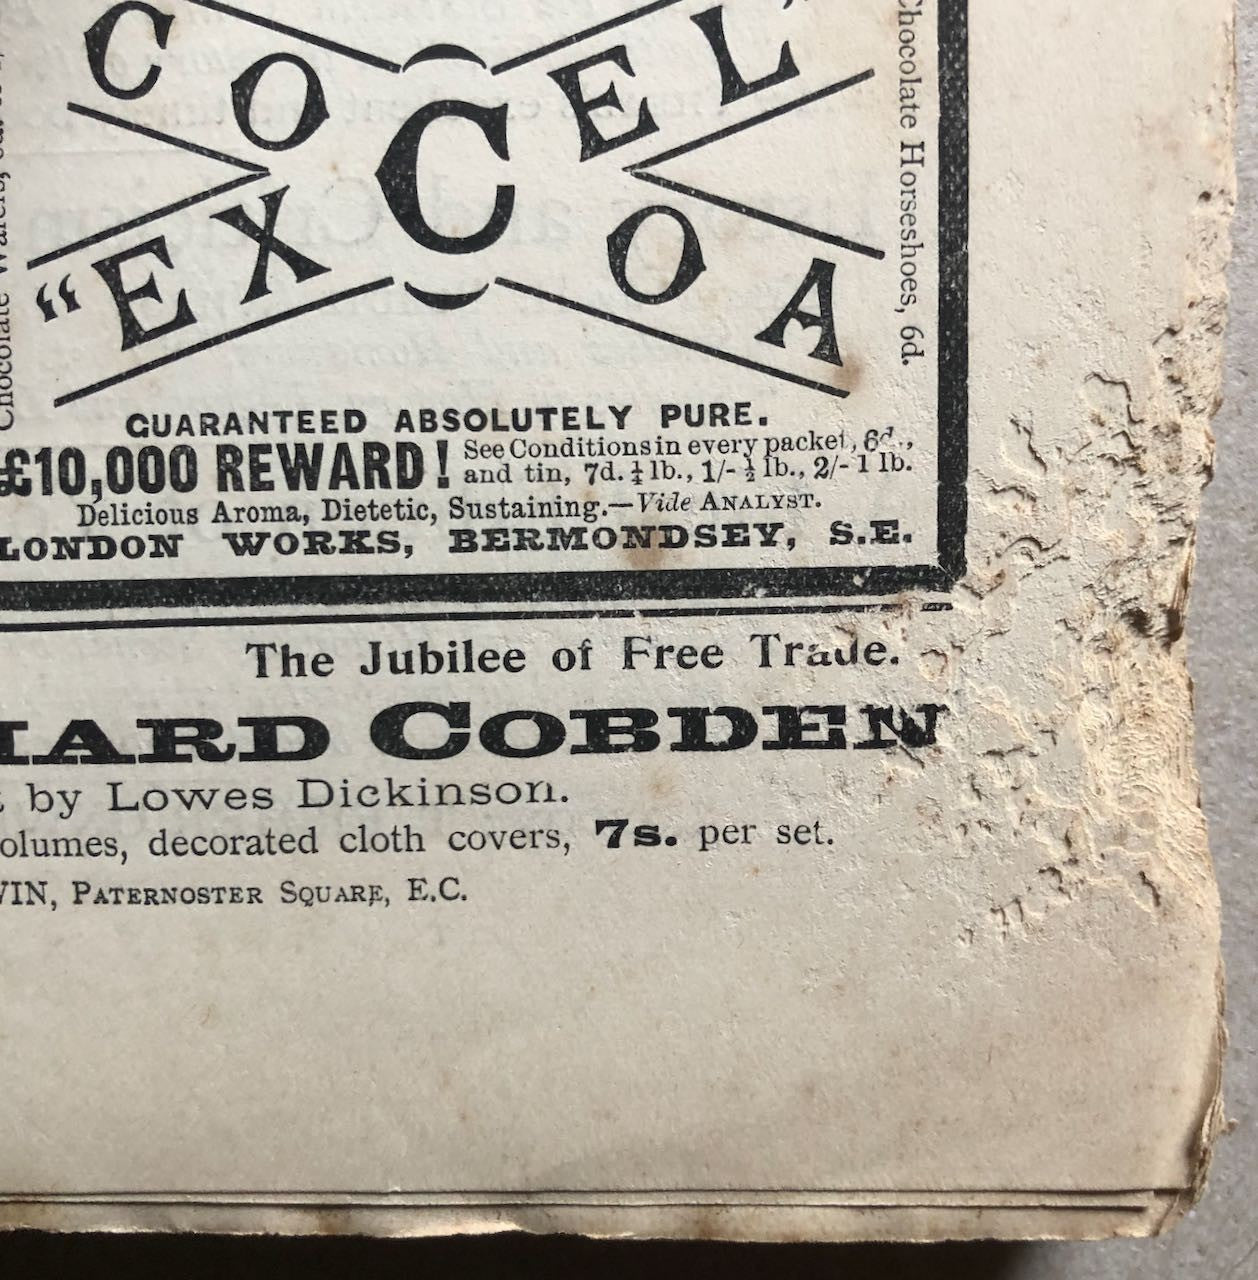 COCOA
"EXCEL"
Chocolate Horseshoes, 6d.
Chocolate Wafers,
GUARANTEED ABSOLUTELY PURE.
£10,000 REWARD! See Conditions in every packet, 6d.,
and tin, 7d. ¼ lb., 1/- ½ lb., 2/- 1 lb.
Delicious Aroma, Dietetic, Sustaining.—Vide ANALYST.
LONDON WORKS, BERMONDSEY, S.E.
The Jubilee of Free Trade.
HARD COBDEN
by Lowes Dickinson.
olumes, decorated cloth covers, 7s. per set.
WIN, PATERNOSTER SQUARE, E.C.